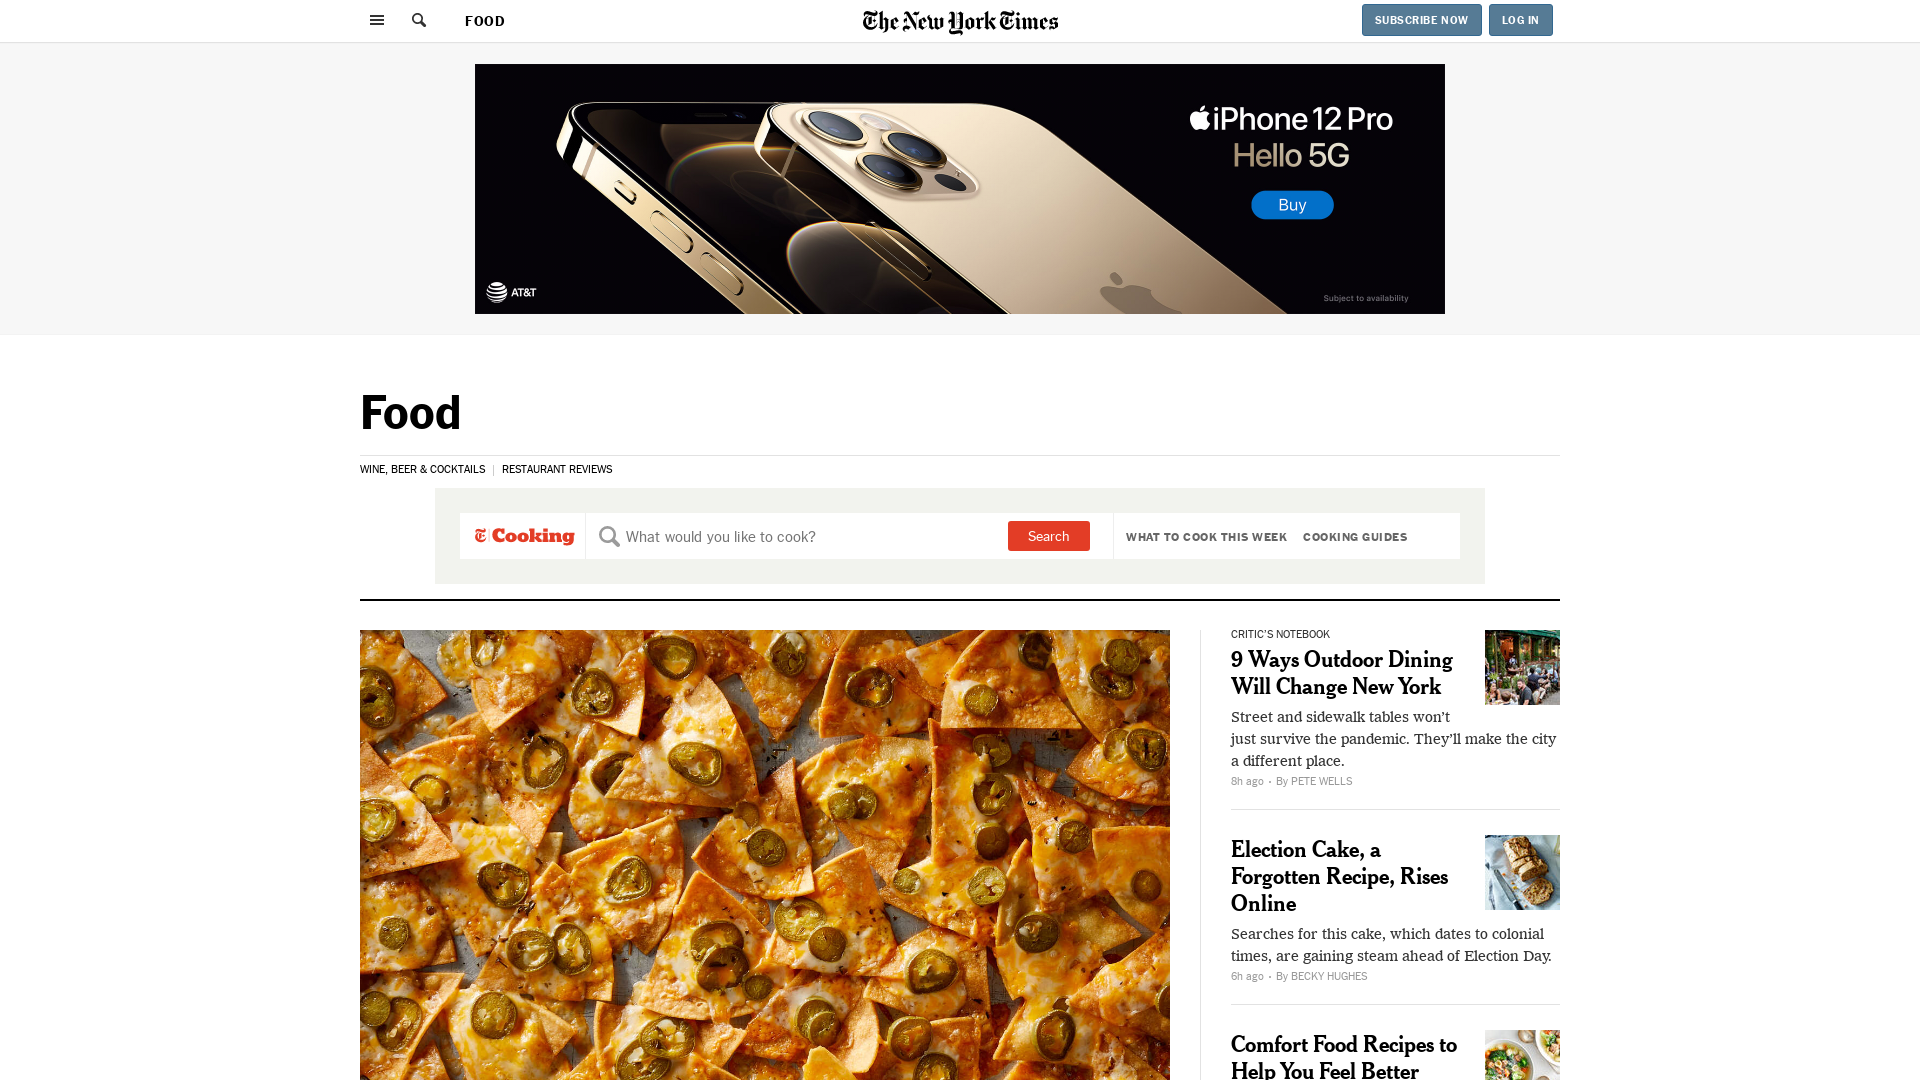 FOOD
The New York Times
SUBSCRIBE NOW
LOG IN
iPhone 12 Pro
Hello 5G
Buy
AT&T
Subject to availability
Food
WINE, BEER & COCKTAILS
RESTAURANT REVIEWS
Cooking
What would you like to cook?
Search
WHAT TO COOK THIS WEEK
COOKING GUIDES
CRITIC'S NOTEBOOK
9 Ways Outdoor Dining
Will Change New York
Street and sidewalk tables won’t
just survive the pandemic. They’ll make the city
a different place.
8h ago · By PETE WELLS
Election Cake, a
Forgotten Recipe, Rises
Online
Searches for this cake, which dates to colonial
times, are gaining steam ahead of Election Day.
6h ago · By BECKY HUGHES
Comfort Food Recipes to
Help You Feel Better